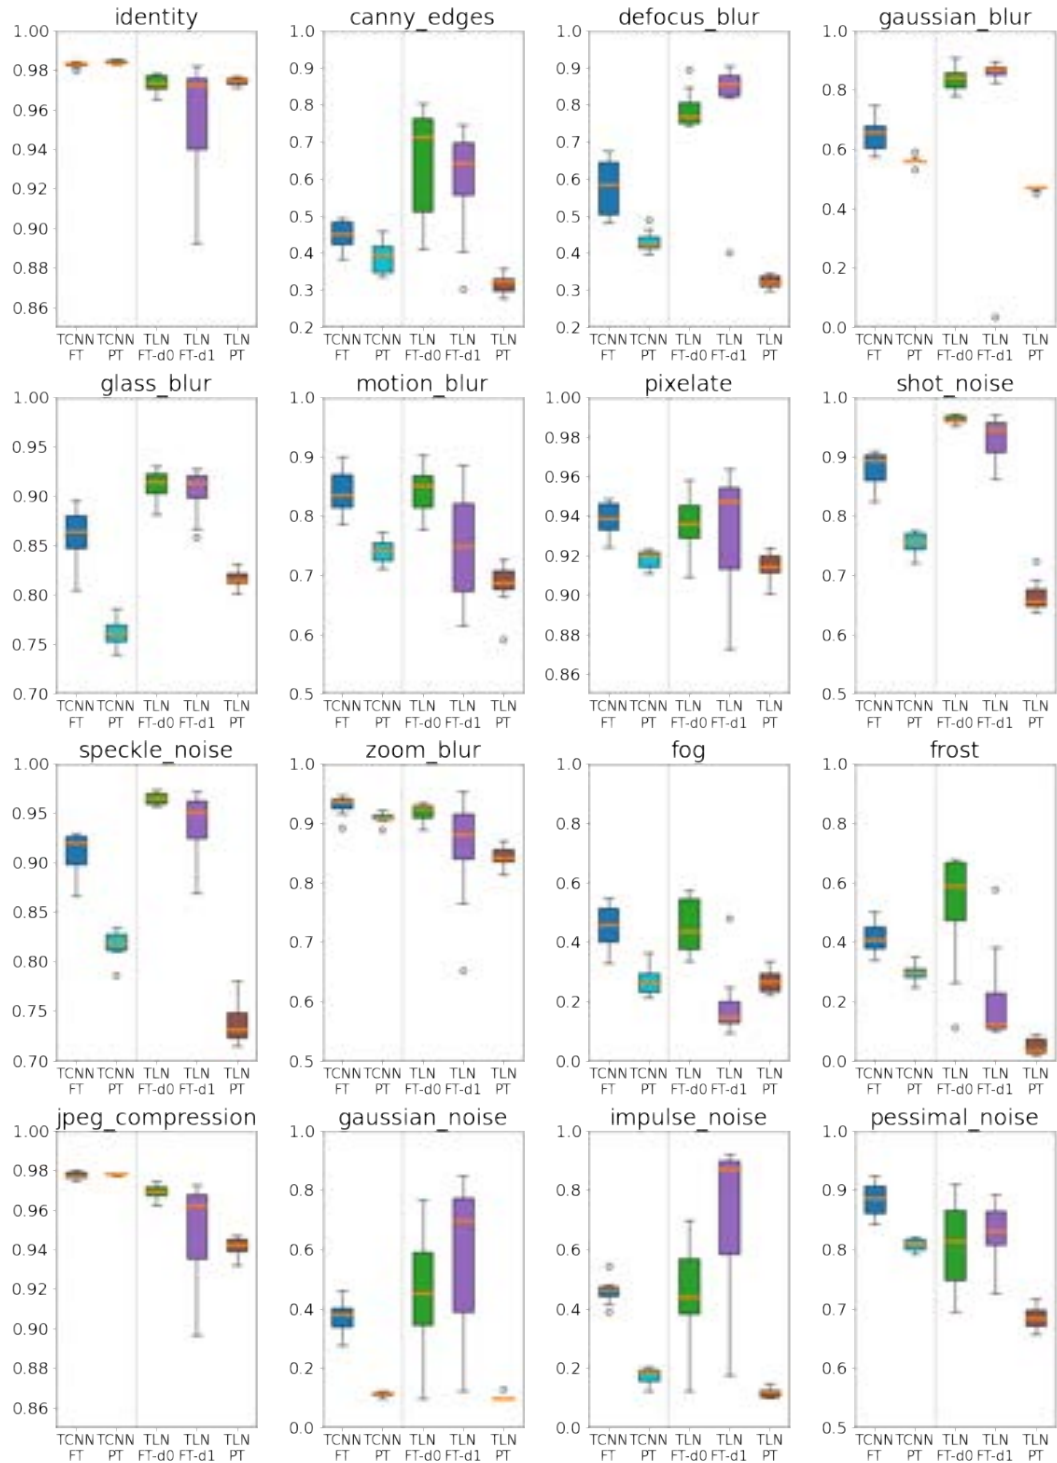 identity canny_edges defocus_blur gaussian_blur
1.00 1.0 1.0 1.0
0.98 0.9 0.9 0.8
0.96 0.8 0.8 0.6
0.94 0.7 0.7 0.4
0.92 0.6 0.6 0.2
0.90 0.5 0.5 0.0
0.88 0.4 0.4
0.86 0.3 0.3
0.2 0.2
TCNN TCNN TLN TLN TLN TCNN TCNN TLN TLN TLN TCNN TCNN TLN TLN TLN TCNN TCNN TLN TLN TLN
FT PT FT-d0 FT-d1 PT FT PT FT-d0 FT-d1 PT FT PT FT-d0 FT-d1 PT FT PT FT-d0 FT-d1 PT
glass_blur motion_blur pixelate shot_noise
1.00 1.0 1.00 1.0
0.95 0.9 0.98 0.9
0.90 0.8 0.96 0.8
0.85 0.7 0.94 0.7
0.80 0.6 0.92 0.6
0.75 0.5 0.90 0.5
0.70 0.88
0.86
TCNN TCNN TLN TLN TLN TCNN TCNN TLN TLN TLN TCNN TCNN TLN TLN TLN TCNN TCNN TLN TLN TLN
FT PT FT-d0 FT-d1 PT FT PT FT-d0 FT-d1 PT FT PT FT-d0 FT-d1 PT FT PT FT-d0 FT-d1 PT
speckle_noise zoom_blur fog frost
1.00 1.0 1.0 1.0
0.95 0.9 0.8 0.8
0.90 0.8 0.6 0.6
0.85 0.7 0.4 0.4
0.80 0.6 0.2 0.2
0.75 0.5 0.0 0.0
0.70
TCNN TCNN TLN TLN TLN TCNN TCNN TLN TLN TLN TCNN TCNN TLN TLN TLN TCNN TCNN TLN TLN TLN
FT PT FT-d0 FT-d1 PT FT PT FT-d0 FT-d1 PT FT PT FT-d0 FT-d1 PT FT PT FT-d0 FT-d1 PT
jpeg_compression gaussian_noise impulse_noise pessimal_noise
1.00 1.0 1.0 1.0
0.98 0.8 0.8 0.9
0.96 0.6 0.6 0.8
0.94 0.4 0.4 0.7
0.92 0.2 0.2 0.6
0.90 0.0 0.0 0.5
0.88
0.86
TCNN TCNN TLN TLN TLN TCNN TCNN TLN TLN TLN TCNN TCNN TLN TLN TLN TCNN TCNN TLN TLN TLN
FT PT FT-d0 FT-d1 PT FT PT FT-d0 FT-d1 PT FT PT FT-d0 FT-d1 PT FT PT FT-d0 FT-d1 PT